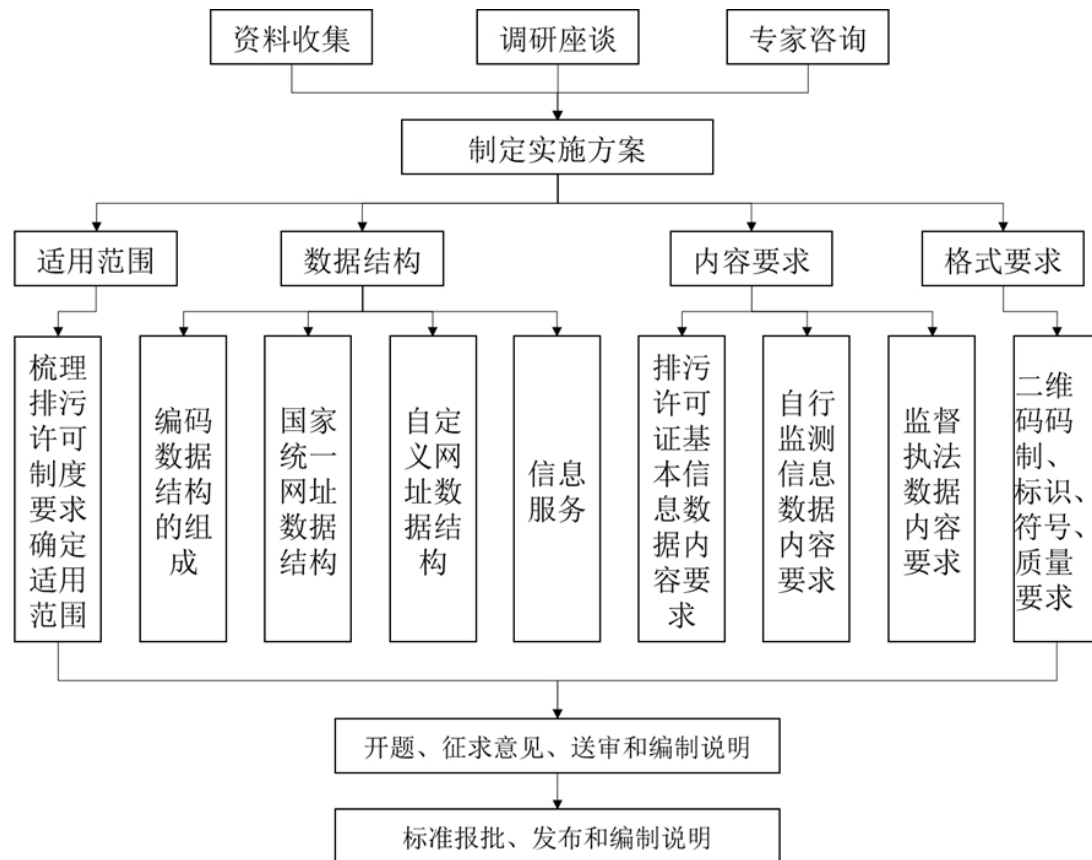 资料收集
调研座谈
专家咨询
制定实施方案
适用范围
数据结构
内容要求
格式要求
梳理
排污
许可
制度
要求
确定
适用
范围
编码
数据
结构
的组
成
国家
统一
网址
数据
结构
自定
义网
址数
据结
构
信息
服务
排污
许可
证基
本信
息数
据内
容要
求
自行
监测
信息
数据
内容
要求
监督
执法
数据
内容
要求
二维
码码
制、
标识、
符号、
质量
要求
开题、征求意见、送审和编制说明
标准报批、发布和编制说明